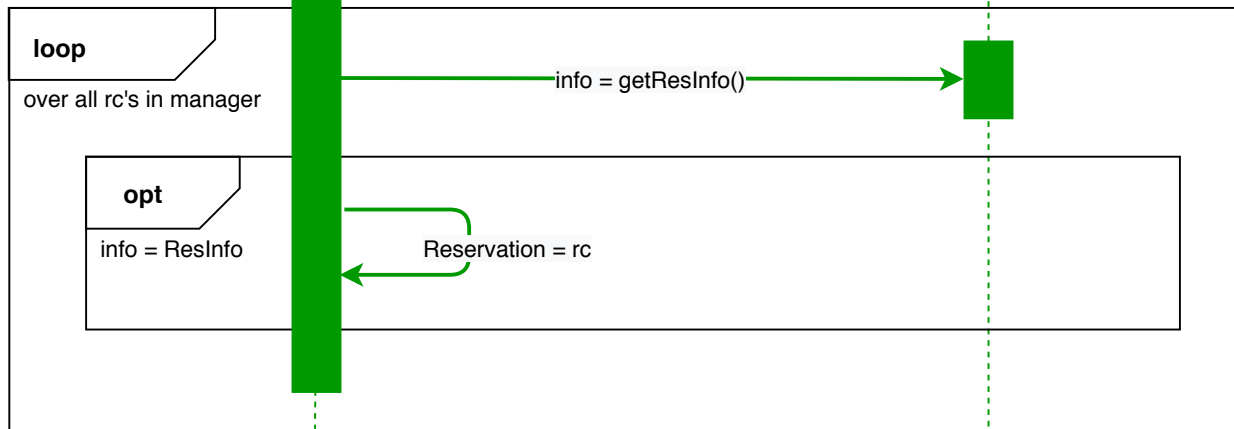 loop
info = getResInfo()
over all rc's in manager
opt
info = ResInfo
Reservation = rc